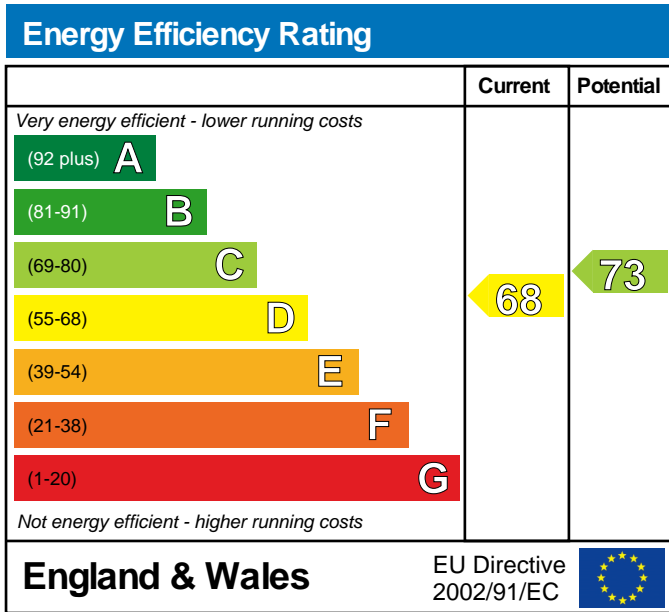 Energy Efficiency Rating
Current Potential
Very energy efficient - lower running costs
(92 plus) A
(81-91) B
(69-80) C
(55-68) D
(39-54) E
(21-38) F
(1-20) G
68
73
Not energy efficient - higher running costs
England & Wales
EU Directive
2002/91/EC